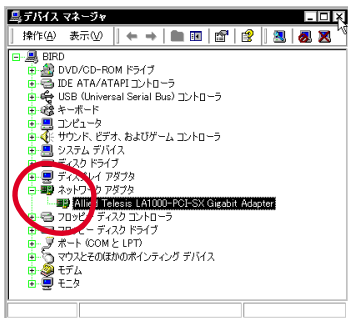 デバイス マネージャ
操作(A) 表示(V)
BIRD
DVD/CD-ROM ドライブ
IDE ATA/ATAPI コントローラ
USB (Universal Serial Bus) コントローラ
キーボード
コンピュータ
サウンド、ビデオ、およびゲーム コントローラ
システム デバイス
ディスク ドライブ
ディスプレイ アダプタ
ネットワーク アダプタ
Allied Telesis LA1000-PCI-SX Gigabit Adapter
フロッピー ディスク コントローラ
フロッピー ディスク ドライブ
ポート (COM と LPT)
マウスとそのほかのポインティング デバイス
モデム
モニタ